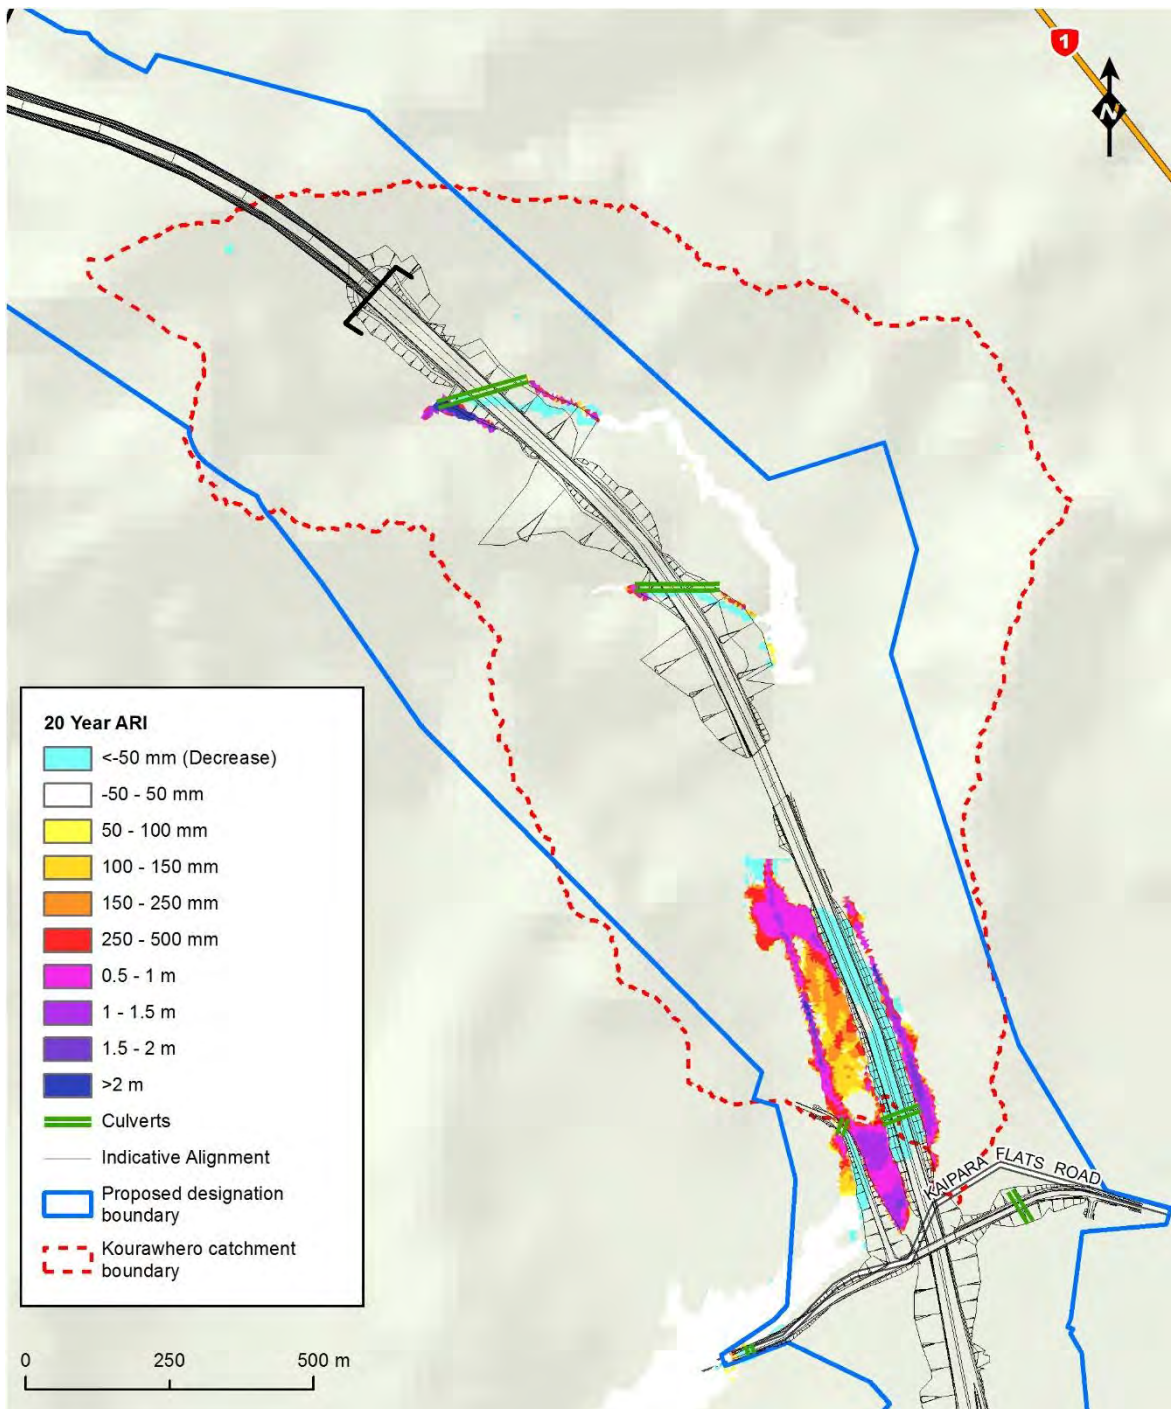 1
N
20 Year ARI
<-50 mm (Decrease)
-50 - 50 mm
50 - 100 mm
100 - 150 mm
150 - 250 mm
250 - 500 mm
0.5 - 1 m
1 - 1.5 m
1.5 - 2 m
>2 m
Culverts
Indicative Alignment
Proposed designation
boundary
Kourawhero catchment
boundary
KAIPARA FLATS ROAD
0 250 500 m